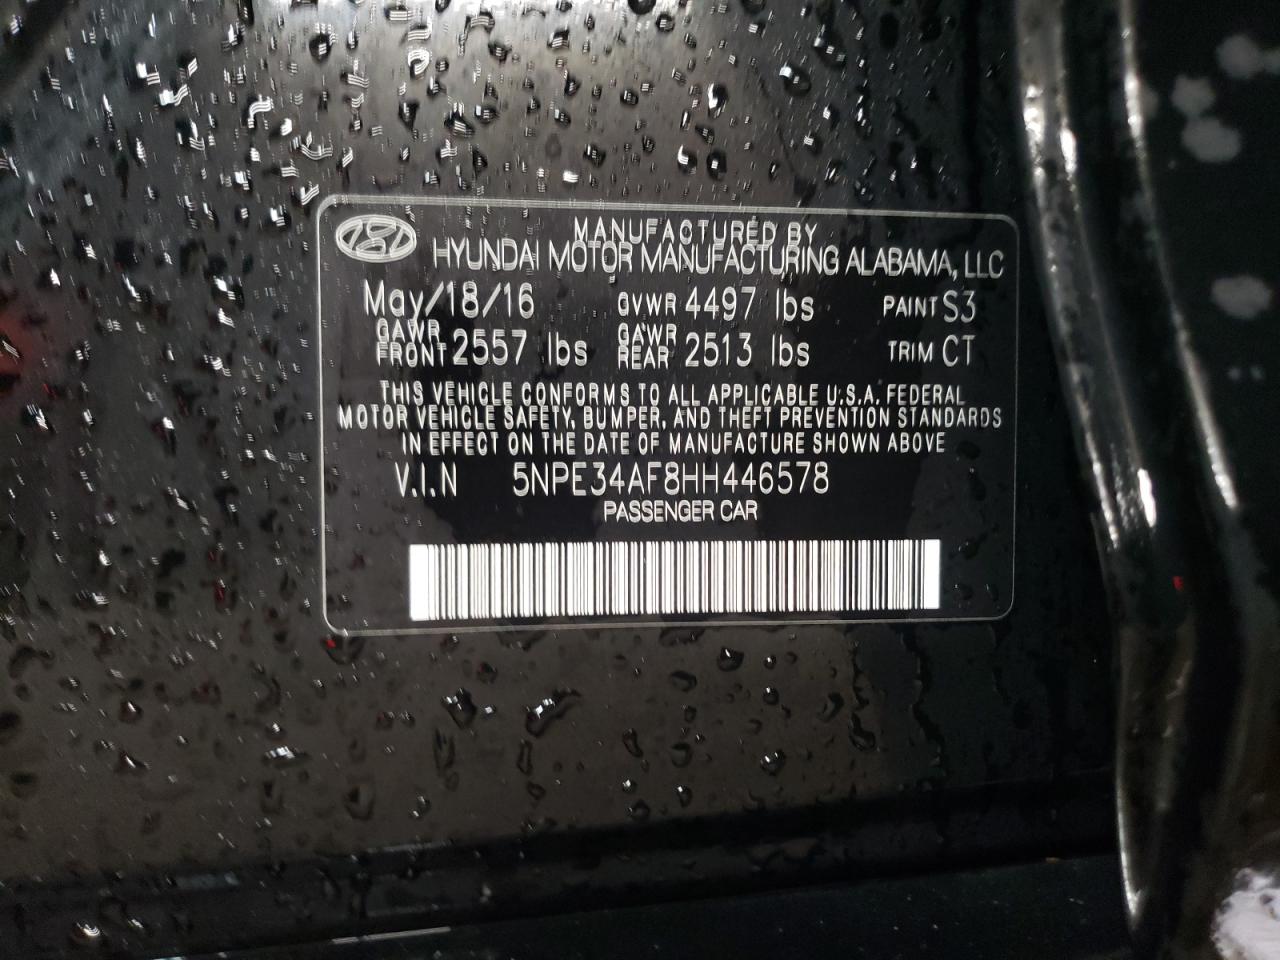 MANUFACTURED BY
HYUNDAI MOTOR MANUFACTURING ALABAMA, LLC
May/18/16 GVWR 4497 lbs PAINT S3
GAWR FRONT 2557 lbs GAWR REAR 2513 lbs TRIM CT
THIS VEHICLE CONFORMS TO ALL APPLICABLE U.S.A. FEDERAL
MOTOR VEHICLE SAFETY, BUMPER, AND THEFT PREVENTION STANDARDS
IN EFFECT ON THE DATE OF MANUFACTURE SHOWN ABOVE
V.I.N 5NPE34AF8HH446578
PASSENGER CAR